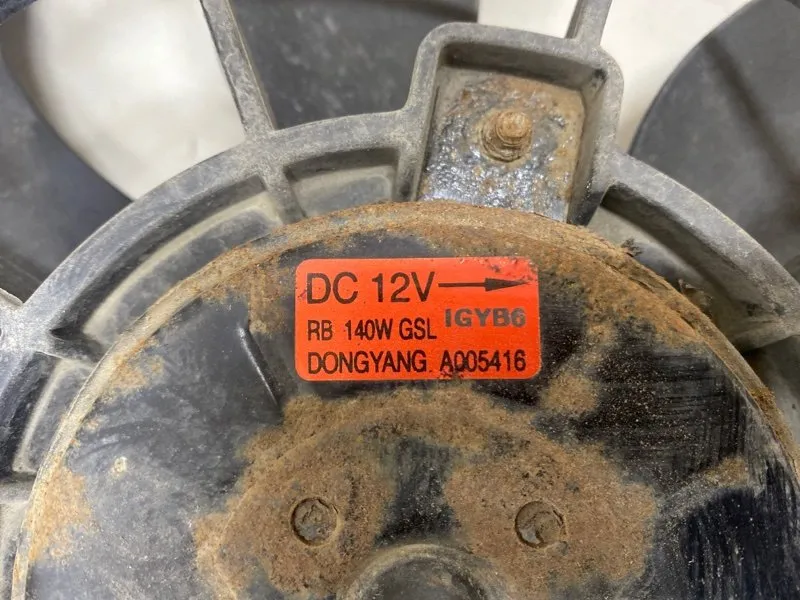 DC 12V
RB 140W GSL IGYB6
DONGYANG. A005416